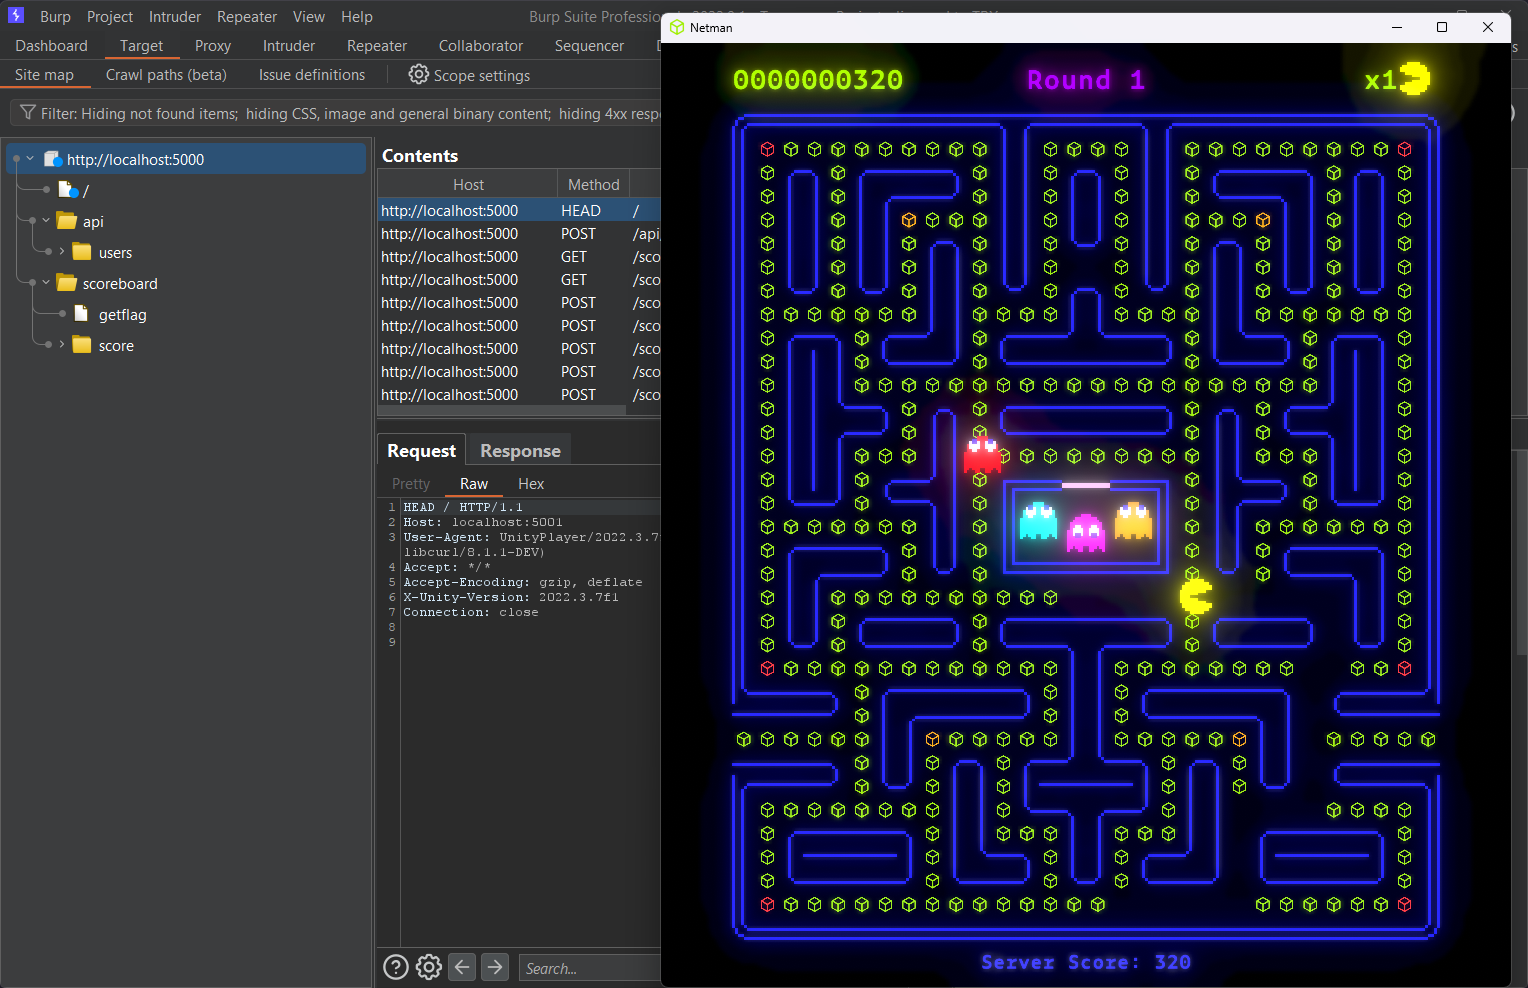 Burp Project Intruder Repeater View Help
Burp Suite Professio
Dashboard Target Proxy Intruder Repeater Collaborator Sequencer
Site map Crawl paths (beta) Issue definitions Scope settings
Filter: Hiding not found items; hiding CSS, image and general binary content; hiding 4xx resp
http://localhost:5000
/
api
users
scoreboard
getflag
score
Contents
Host Method
http://localhost:5000 HEAD /
http://localhost:5000 POST /api
http://localhost:5000 GET /sco
http://localhost:5000 GET /sco
http://localhost:5000 POST /sco
http://localhost:5000 POST /sco
http://localhost:5000 POST /sco
http://localhost:5000 POST /sco
http://localhost:5000 POST /sco
Request Response
Pretty Raw Hex
1 HEAD / HTTP/1.1
2 Host: localhost:5001
3 User-Agent: UnityPlayer/2022.3.7
libcurl/8.1.1-DEV)
4 Accept: */*
5 Accept-Encoding: gzip, deflate
6 X-Unity-Version: 2022.3.7f1
7 Connection: close
8
9
Search...
Netman
0000000320 Round 1 x1
Server Score: 320